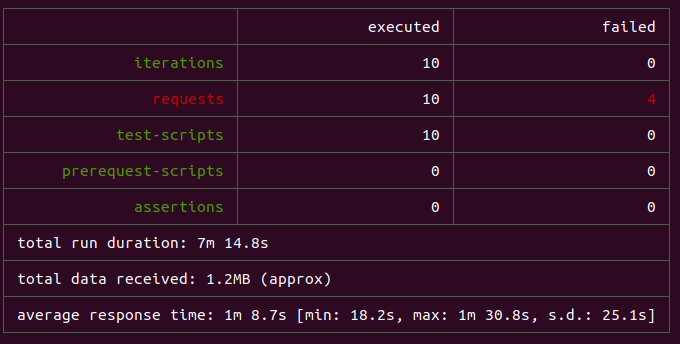 executed failed
iterations 10 0
requests 10 4
test-scripts 10 0
prerequest-scripts 0 0
assertions 0 0
total run duration: 7m 14.8s
total data received: 1.2MB (approx)
average response time: 1m 8.7s [min: 18.2s, max: 1m 30.8s, s.d.: 25.1s]